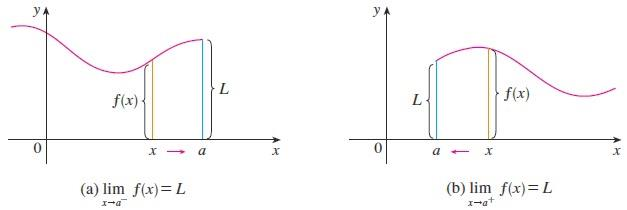 y
f(x)
L
0
x → a
x
(a) lim f(x) = L
x→a⁻
y
L
f(x)
0
a ← x
x
(b) lim f(x) = L
x→a⁺